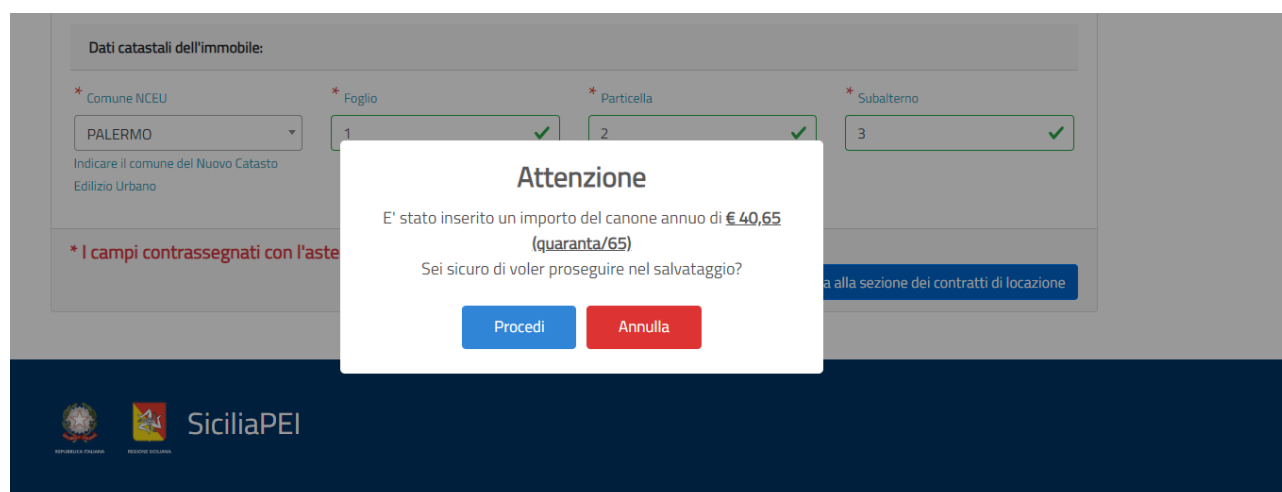 Dati catastali dell'immobile:
* Comune NCEU
* Foglio
* Particella
* Subalterno
PALERMO
1
2
3
Indicare il comune del Nuovo Catasto
Edilizio Urbano
Attenzione
E' stato inserito un importo del canone annuo di € 40,65
(quaranta/65)
Sei sicuro di voler proseguire nel salvataggio?
* I campi contrassegnati con l'aste
a alla sezione dei contratti di locazione
Procedi
Annulla
SiciliaPEI
REPUBBLICA ITALIANA
REGIONE SICILIANA